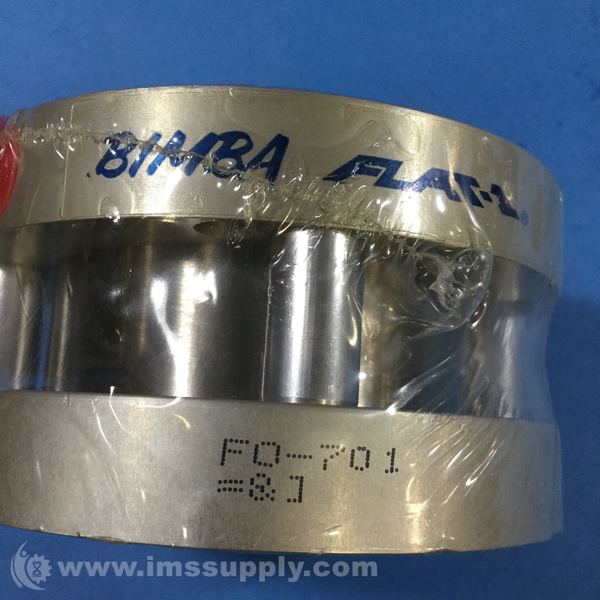 BIMBA FLAT-1®
FO-701
=&J
www.imssupply.com